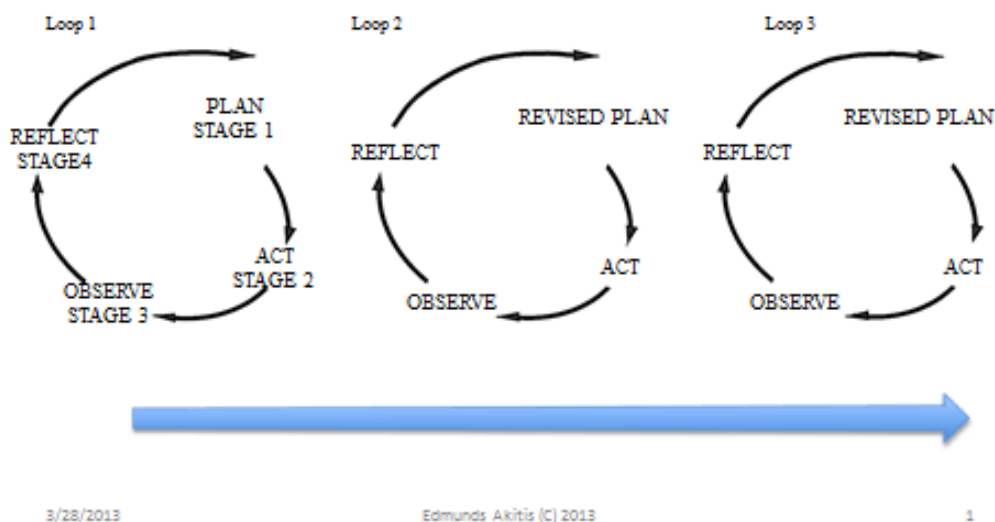 Loop 1
Loop 2
Loop 3
PLAN
STAGE 1
REFLECT
STAGE4
ACT
STAGE 2
OBSERVE
STAGE 3
REVISED PLAN
REFLECT
ACT
OBSERVE
REVISED PLAN
REFLECT
ACT
OBSERVE
3/28/2013
Edmunds Akitis (C) 2013
1